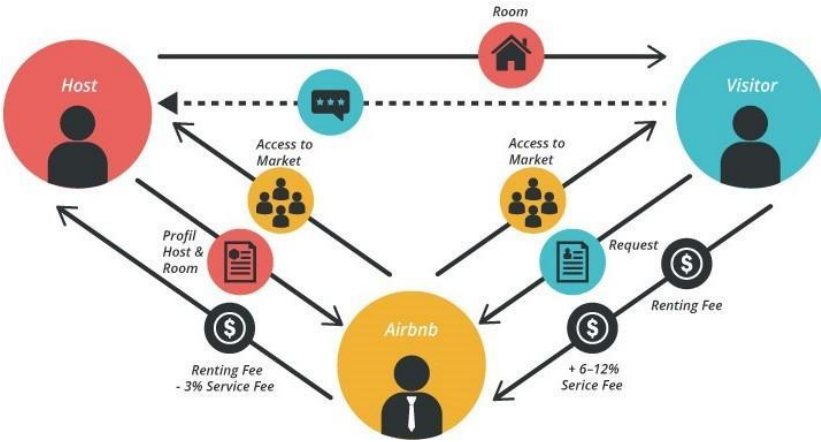 Room
Host
Visitor
Access to
Market
Access to
Market
Profil
Host &
Room
Request
Renting Fee
Airbnb
Renting Fee
- 3% Service Fee
+ 6–12%
Serice Fee